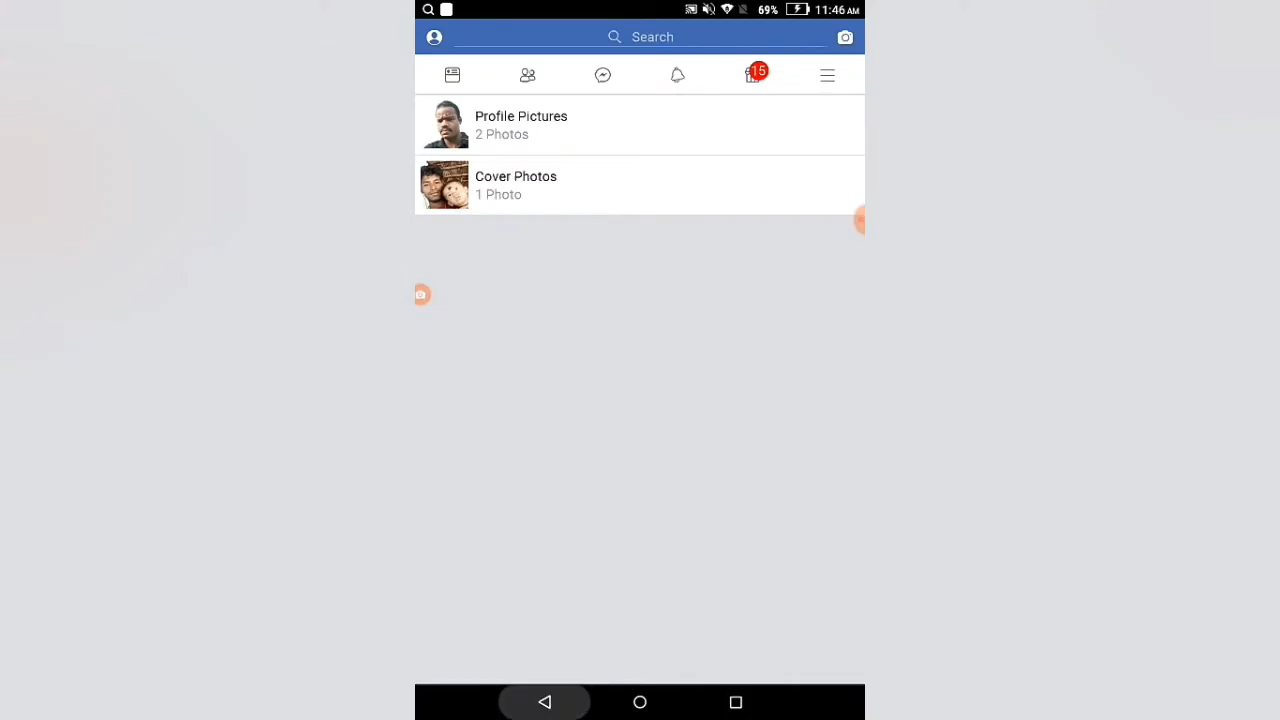 69% 11:46 AM
Search
15
Profile Pictures
2 Photos
Cover Photos
1 Photo